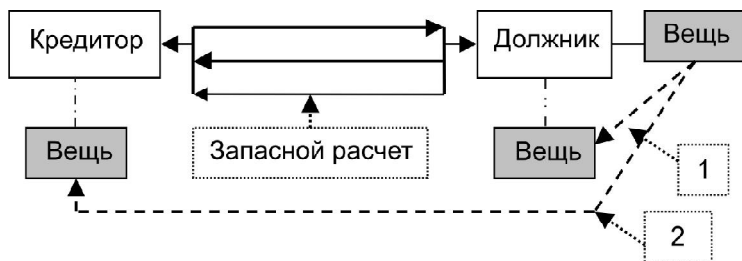 Кредитор
Должник
Вещь
Вещь
Запасной расчет
Вещь
1
2